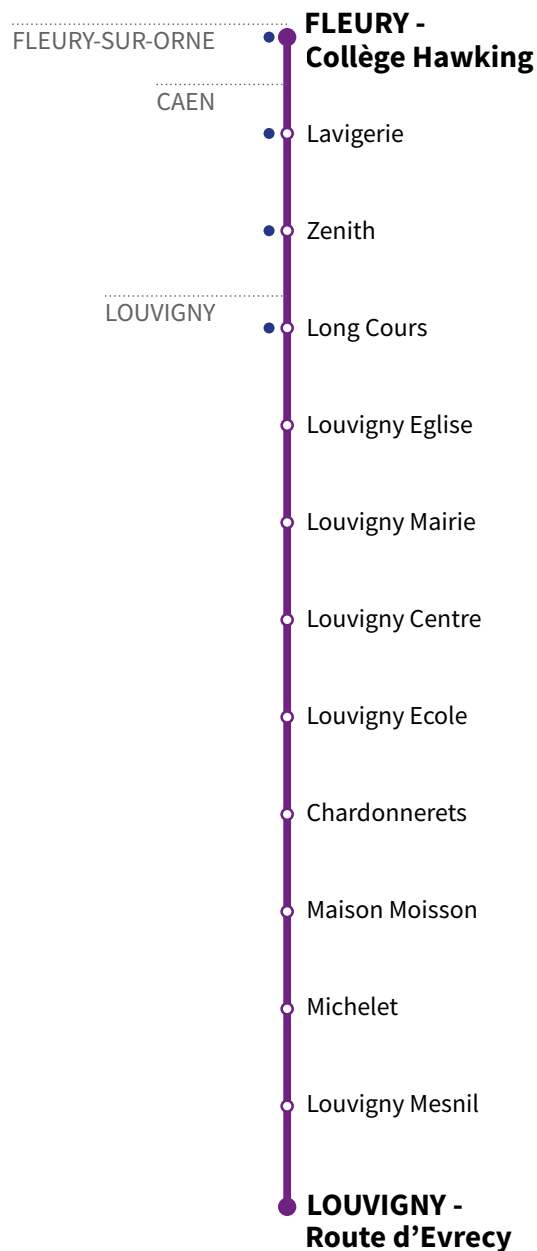 FLEURY-SUR-ORNE
FLEURY -
Collège Hawking
CAEN
Lavigerie
Zenith
LOUVIGNY
Long Cours
Louvigny Eglise
Louvigny Mairie
Louvigny Centre
Louvigny Ecole
Chardonnerets
Maison Moisson
Michelet
Louvigny Mesnil
LOUVIGNY -
Route d’Evrecy